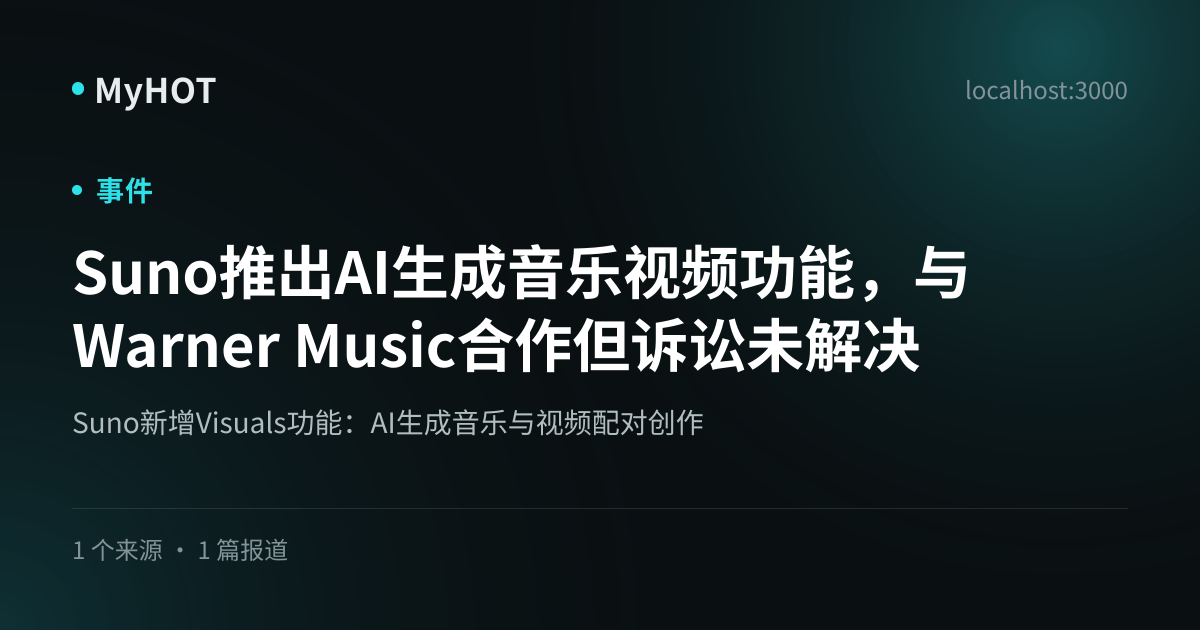 MyHOT
localhost:3000
事件
Suno推出AI生成音乐视频功能，与
Warner Music合作但诉讼未解决
Suno新增Visuals功能：AI生成音乐与视频配对创作
1 个来源 · 1 篇报道